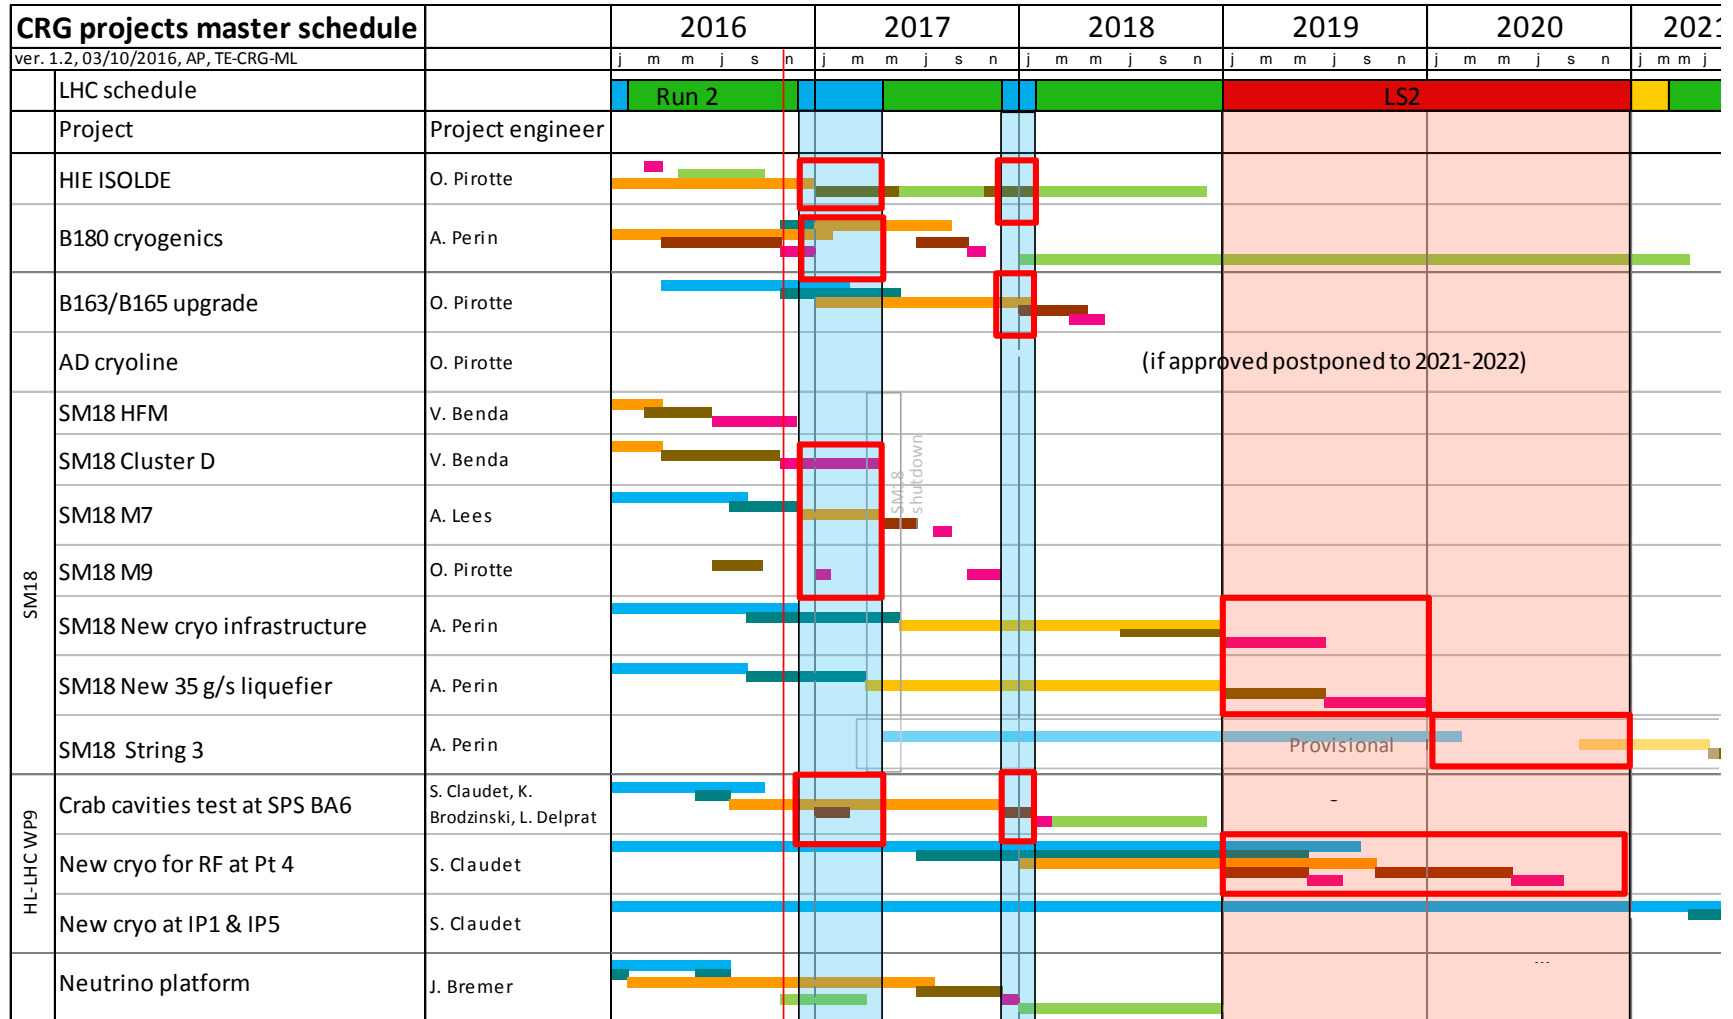 CRG projects master schedule
2016 2017 2018 2019 2020 2021
ver. 1.2, 03/10/2016, AP, TE-CRG-ML
j m m j s n j m m j s n j m m j s n j m m j s n j m m j s n j m m j
LHC schedule
Run 2
LS2
Project Project engineer
HIE ISOLDE O. Pirotte
B180 cryogenics A. Perin
B163/B165 upgrade O. Pirotte
AD cryoline O. Pirotte (if approved postponed to 2021-2022)
SM18
SM18 HFM V. Benda
SM18 Cluster D V. Benda
SM18
shutdown
SM18 M7 A. Lees
SM18 M9 O. Pirotte
SM18 New cryo infrastructure A. Perin
SM18 New 35 g/s liquefier A. Perin
SM18 String 3 A. Perin Provisional
HL-LHC WP9
Crab cavities test at SPS BA6 S. Claudet, K.
Brodzinski, L. Delprat
New cryo for RF at Pt 4 S. Claudet
New cryo at IP1 & IP5 S. Claudet
Neutrino platform J. Bremer